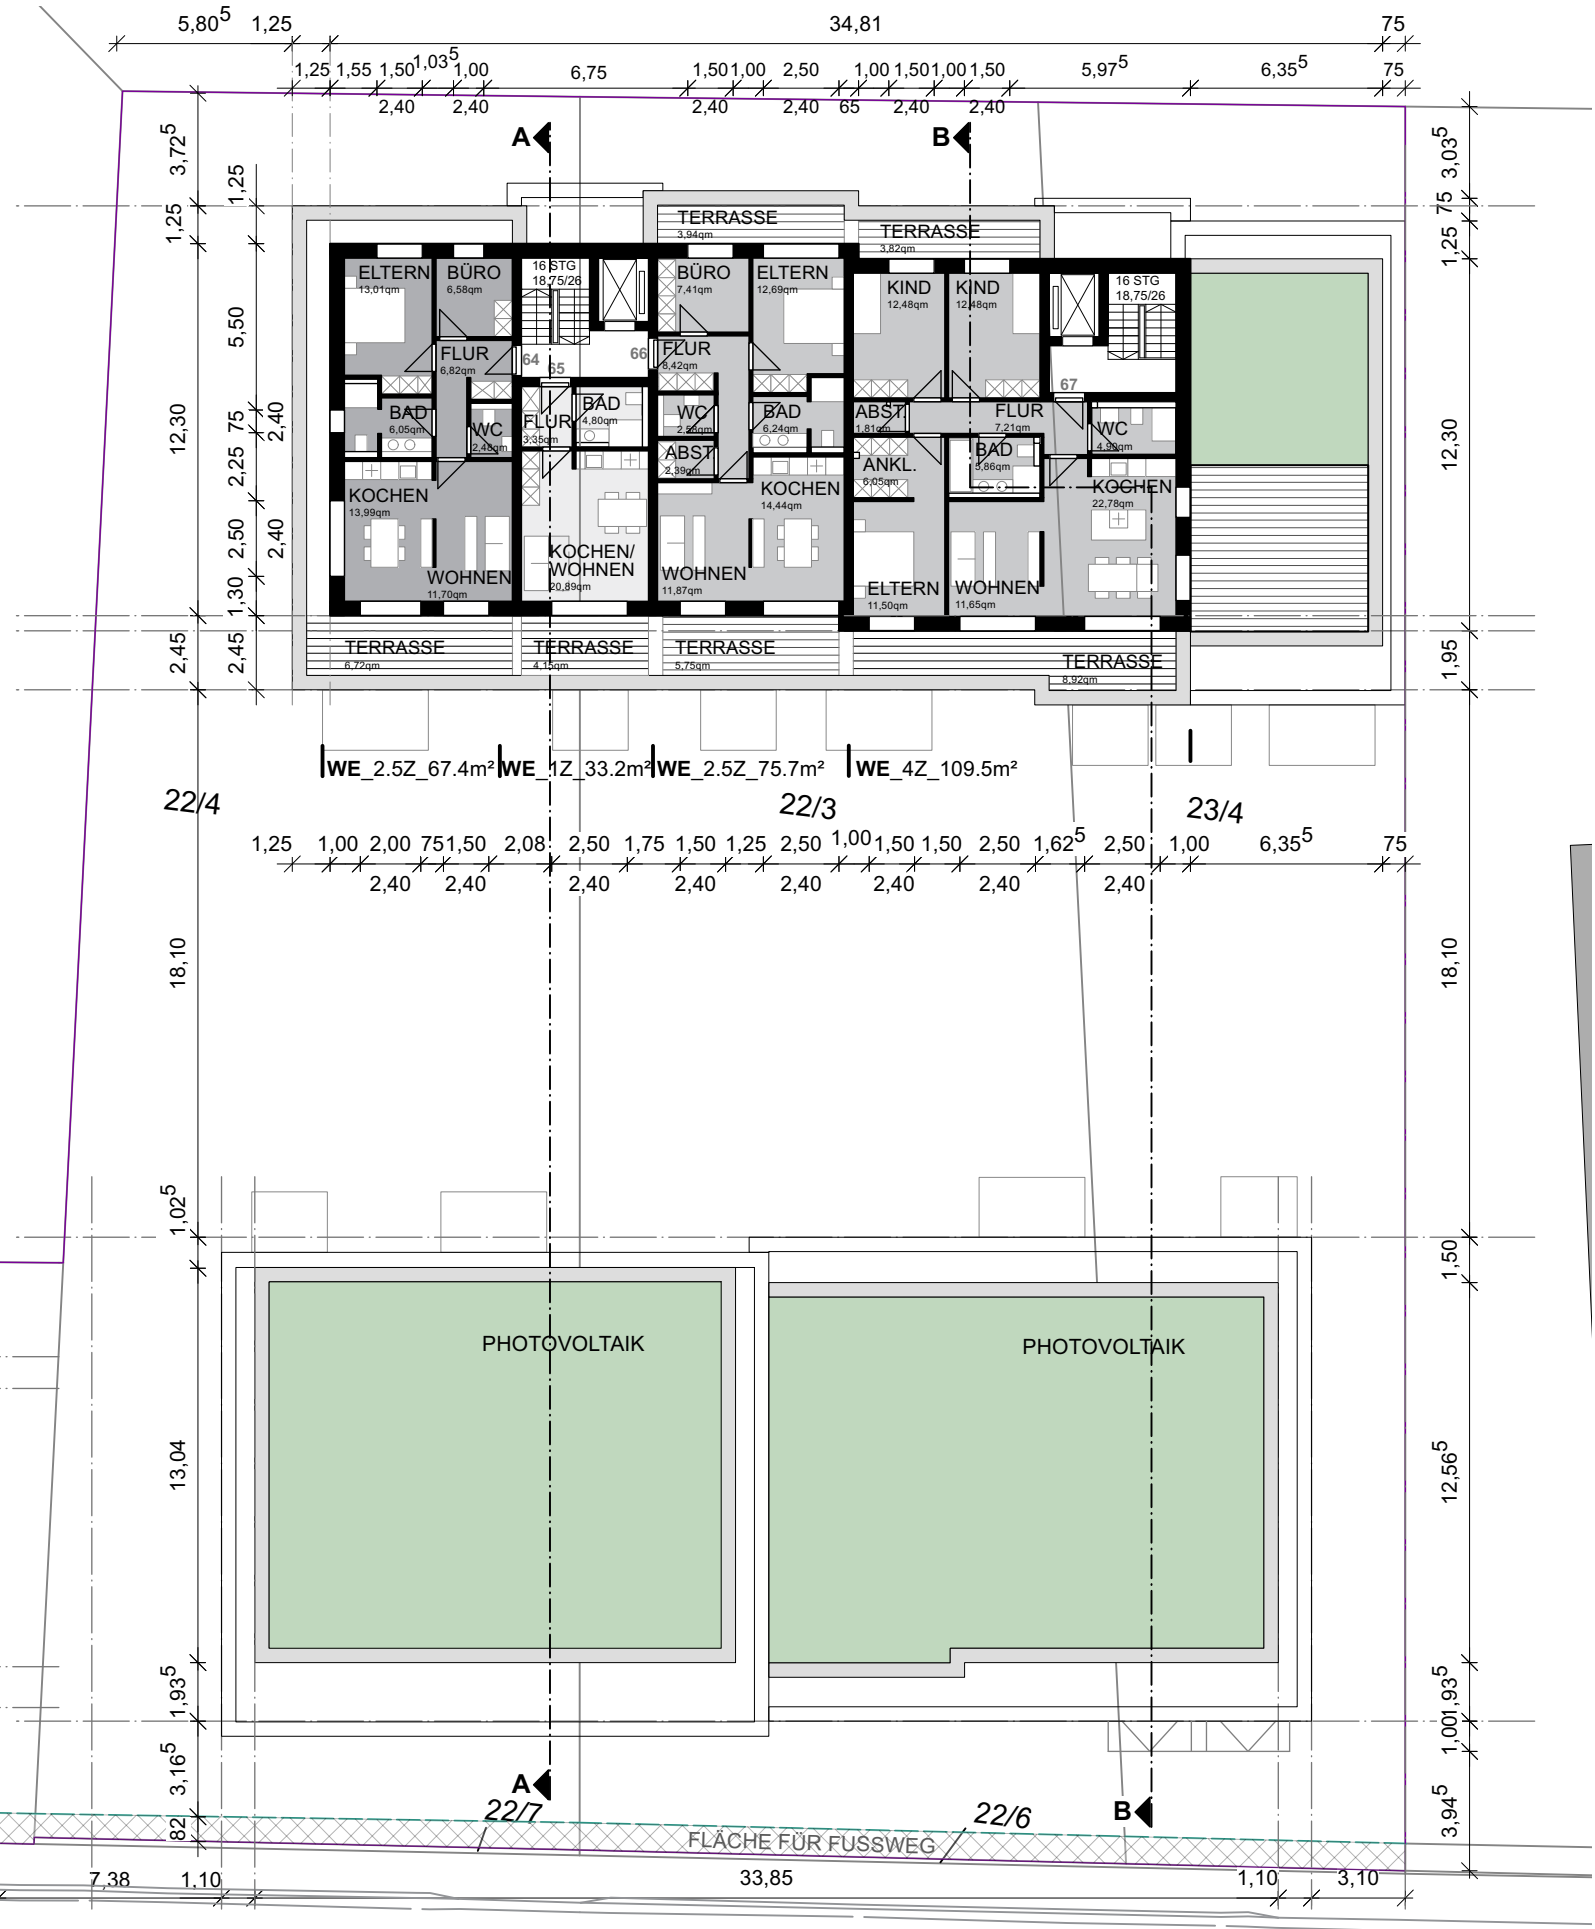 5,80⁵ 1,25 34,81 75
1,25 1,55 1,50 1,03⁵ 1,00 6,75 1,50 1,00 2,50 1,00 1,50 1,00 1,50 5,97⁵ 6,35⁵ 75
2,40 2,40 2,40 2,40 65 2,40 2,40
A B
3,72⁵ 1,25 3,03⁵
1,25 75
1,25
TERRASSE
3,94qm
TERRASSE
3,82qm
ELTERN
13,01qm
BÜRO
6,58qm
16 STG
18,75/26
BÜRO
7,41qm
ELTERN
12,69qm
KIND
12,48qm
KIND
12,48qm
16 STG
18,75/26
5,50
FLUR
6,82qm
64
65
66
FLUR
8,42qm
67
12,30 75 2,40 12,30
BAD
6,05qm
WC
2,48qm
FLUR
3,35qm
BAD
4,80qm
WC
2,58qm
BAD
6,24qm
ABST.
1,81qm
FLUR
7,21qm
WC
4,90qm
2,25
ABST.
2,39qm
ANKL.
6,05qm
BAD
5,86qm
KOCHEN
13,99qm
KOCHEN
14,44qm
KOCHEN
22,78qm
2,50 2,40
KOCHEN/
WOHNEN
20,89qm
WOHNEN
11,70qm
WOHNEN
11,87qm
ELTERN
11,50qm
WOHNEN
11,65qm
1,30
2,45 2,45 1,95
TERRASSE
6,72qm
TERRASSE
4,15qm
TERRASSE
5,75qm
TERRASSE
8,92qm
WE_2.5Z_67.4m² WE_1Z_33.2m² WE_2.5Z_75.7m² WE_4Z_109.5m²
22/4 22/3 23/4
1,25 1,00 2,00 75 1,50 2,08 2,50 1,75 1,50 1,25 2,50 1,00 1,50 1,50 2,50 1,62⁵ 2,50 1,00 6,35⁵ 75
2,40 2,40 2,40 2,40 2,40 2,40 2,40 2,40
18,10 18,10
1,02⁵ 1,50
PHOTOVOLTAIK PHOTOVOLTAIK
13,04 12,56⁵
1,93⁵ 1,93⁵
1,00
3,16⁵ 3,94⁵
A B
22/7 22/6
82
FLÄCHE FÜR FUSSWEG
7,38 1,10 33,85 1,10 3,10